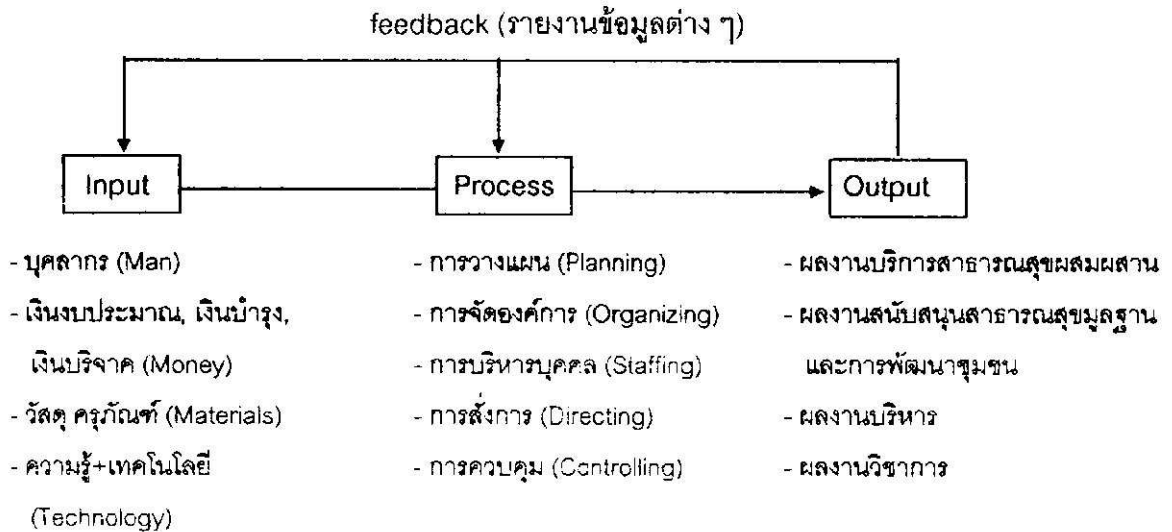 feedback (รายงานข้อมูลต่าง ๆ)
Input
Process
Output
- บุคลากร (Man)
- เงินงบประมาณ, เงินบำรุง,
เงินบริจาค (Money)
- วัสดุ ครุภัณฑ์ (Materials)
- ความรู้+เทคโนโลยี
(Technology)
- การวางแผน (Planning)
- การจัดองค์การ (Organizing)
- การบริหารบุคคล (Staffing)
- การสั่งการ (Directing)
- การควบคุม (Controlling)
- ผลงานบริการสาธารณสุขผสมผสาน
- ผลงานสนับสนุนสาธารณสุขมูลฐาน
และการพัฒนาชุมชน
- ผลงานบริหาร
- ผลงานวิชาการ